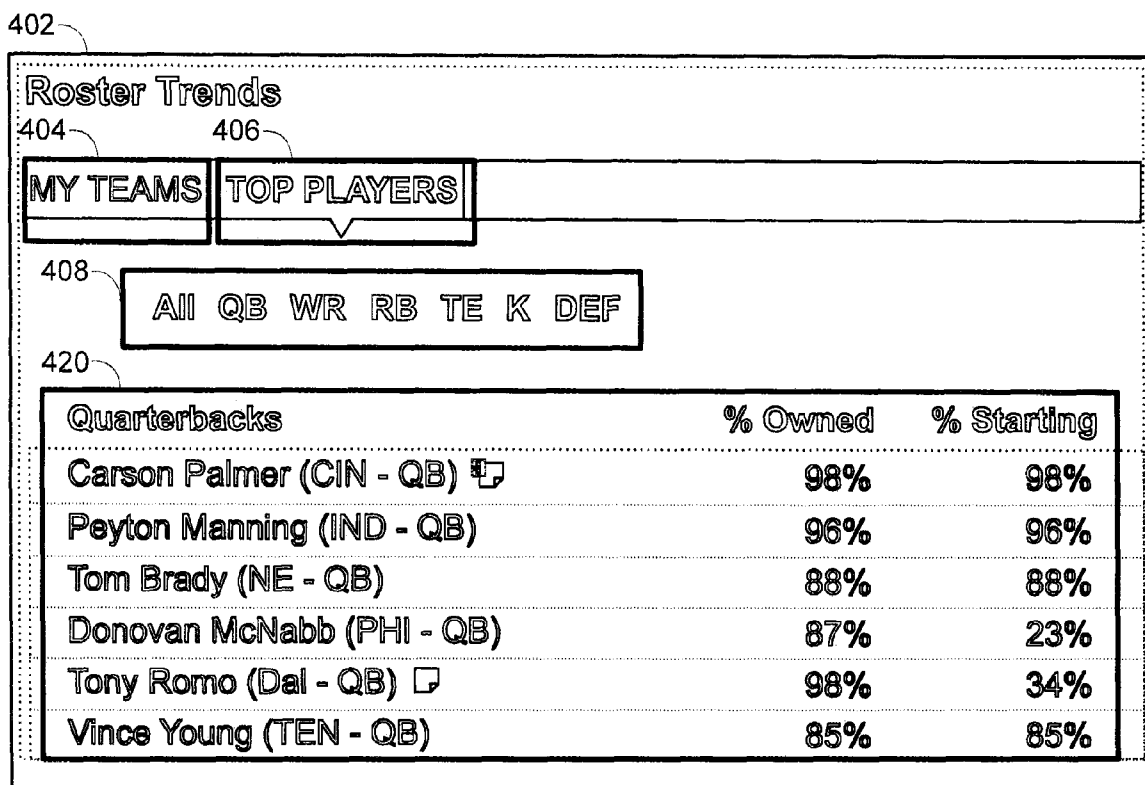 402
Roster Trends
404 406
MY TEAMS TOP PLAYERS
408
All QB WR RB TE K DEF
420
Quarterbacks % Owned % Starting
Carson Palmer (CIN - QB) 98% 98%
Peyton Manning (IND - QB) 96% 96%
Tom Brady (NE - QB) 88% 88%
Donovan McNabb (PHI - QB) 87% 23%
Tony Romo (Dal - QB) 98% 34%
Vince Young (TEN - QB) 85% 85%